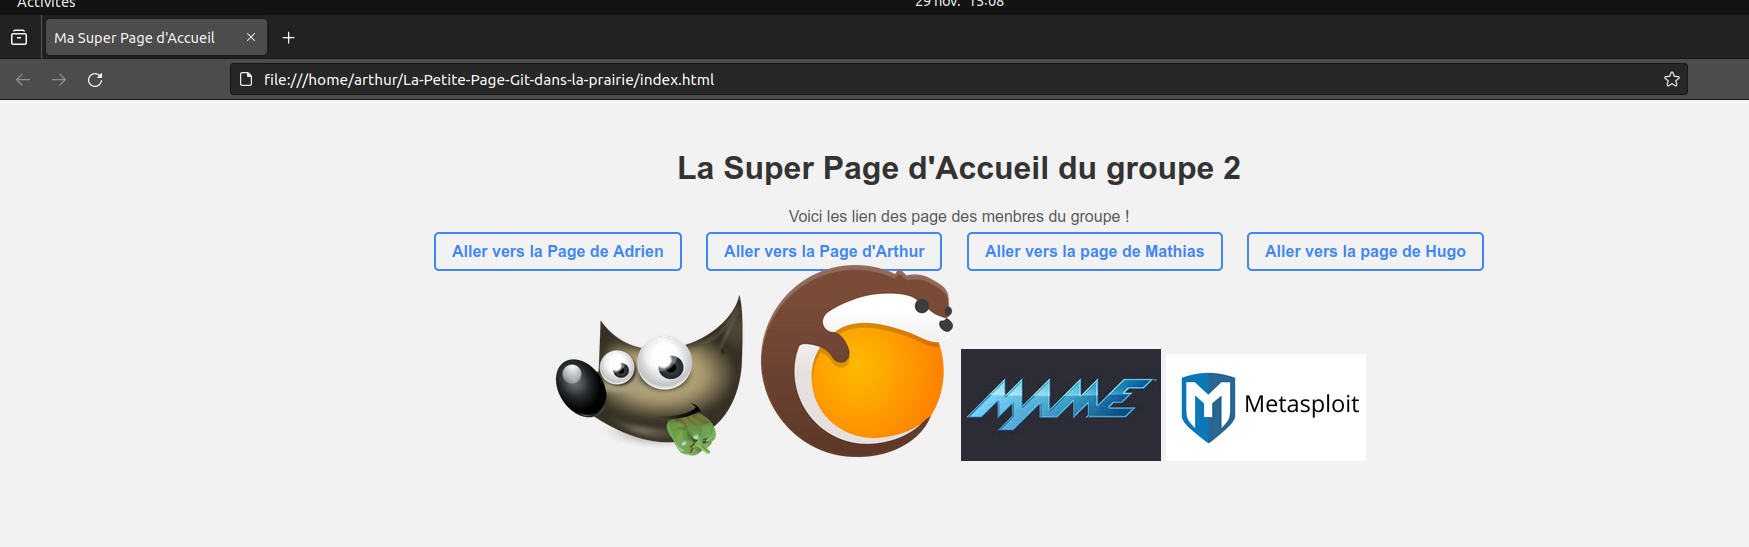 Activités
29 nov. 15:08
Ma Super Page d'Accueil
file:///home/arthur/La-Petite-Page-Git-dans-la-prairie/index.html
La Super Page d'Accueil du groupe 2
Voici les lien des page des menbres du groupe !
Aller vers la Page de Adrien
Aller vers la Page d'Arthur
Aller vers la page de Mathias
Aller vers la page de Hugo
MAME
Metasploit